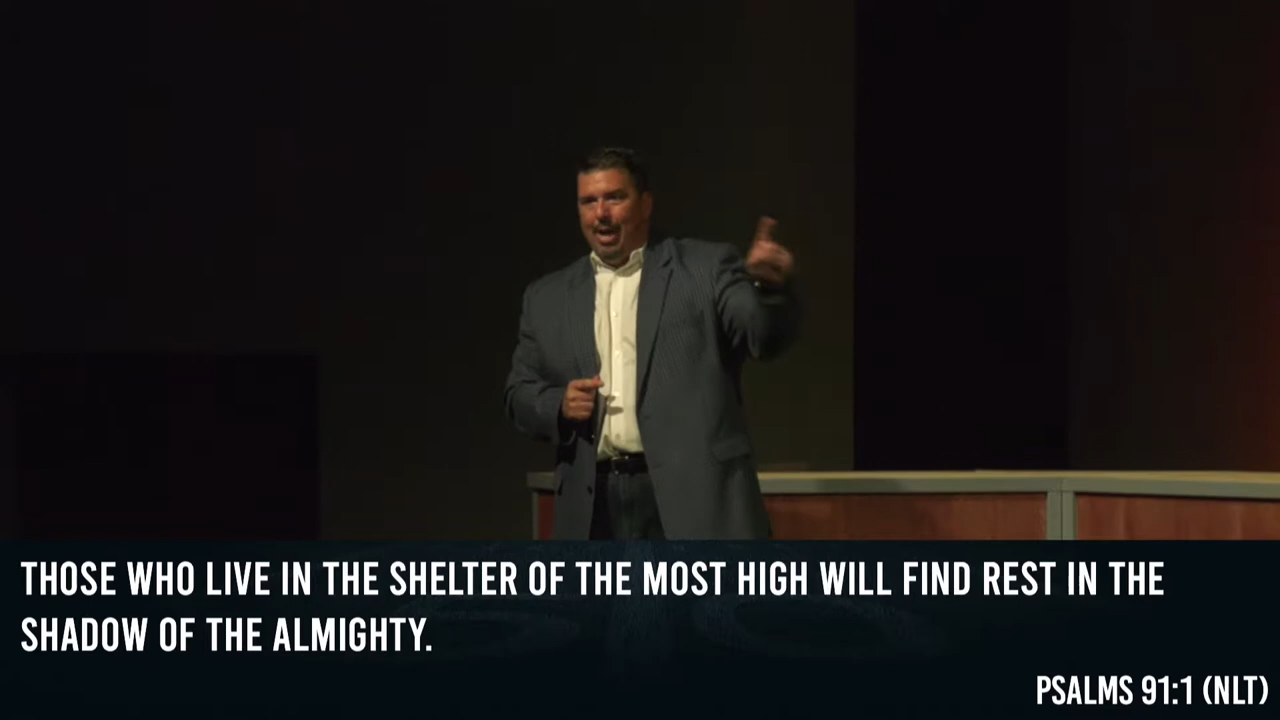 THOSE WHO LIVE IN THE SHELTER OF THE MOST HIGH WILL FIND REST IN THE
SHADOW OF THE ALMIGHTY.
PSALMS 91:1 (NLT)